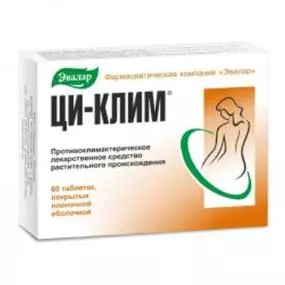 Эвалар Фармацевтическая компания «Эвалар»
ЦИ-КЛИМ®
Противоклимактерическое
лекарственное средство
растительного происхождения
60 таблеток,
покрытых
пленочной
оболочкой